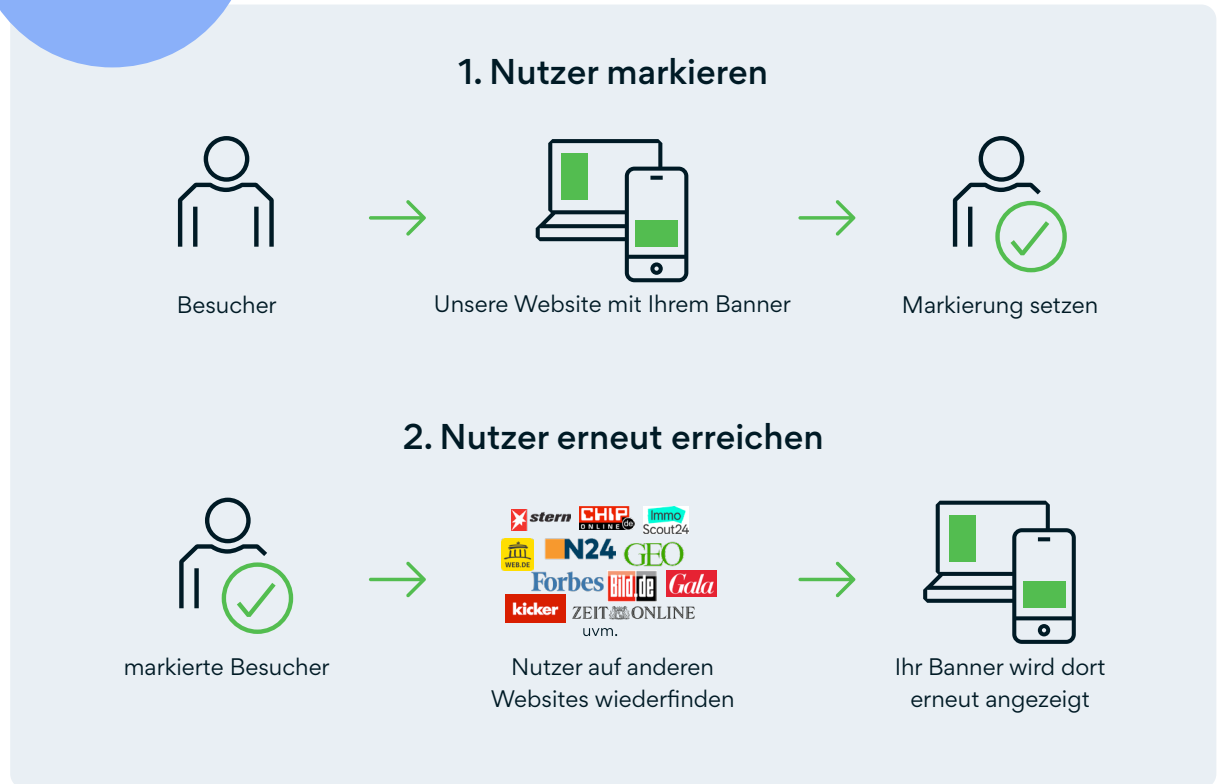 1. Nutzer markieren
Besucher
Unsere Website mit Ihrem Banner
Markierung setzen
2. Nutzer erneut erreichen
stern
CHIP
ONLINE
de
Immo
Scout24
WEB.DE
N24
GEO
Forbes
Bild.de
Gala
kicker
ZEIT ONLINE
uvm.
markierte Besucher
Nutzer auf anderen
Websites wiederfinden
Ihr Banner wird dort
erneut angezeigt